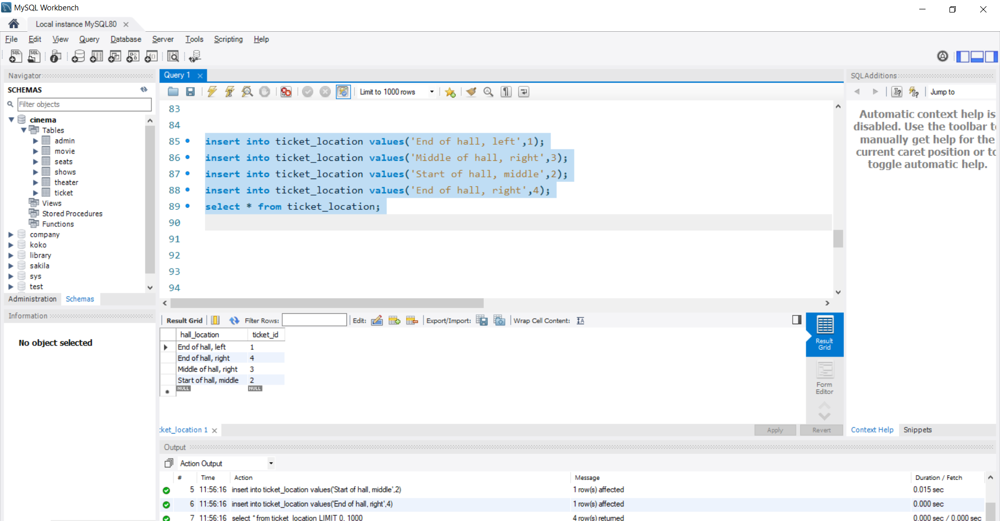 MySQL Workbench
Local instance MySQL80
File Edit View Query Database Server Tools Scripting Help
Navigator
SCHEMAS
Filter objects
cinema
Tables
admin
movie
seats
shows
theater
ticket
Views
Stored Procedures
Functions
company
koko
library
sakila
sys
test
Administration Schemas
Information
No object selected
Query 1
Limit to 1000 rows
83
84
85 insert into ticket_location values('End of hall, left',1);
86 insert into ticket_location values('Middle of hall, right',3);
87 insert into ticket_location values('Start of hall, middle',2);
88 insert into ticket_location values('End of hall, right',4);
89 select * from ticket_location;
90
91
92
93
94
Result Grid Filter Rows: Edit: Export/Import: Wrap Cell Content:
hall_location ticket_id
End of hall, left 1
End of hall, right 4
Middle of hall, right 3
Start of hall, middle 2
NULL NULL
Result
Grid
Form
Editor
cket_location 1
Apply Revert
SQLAdditions
Jump to
Automatic context help is
disabled. Use the toolbar t
manually get help for the
current caret position or to
toggle automatic help.
Context Help Snippets
Output
Action Output
# Time Action Message Duration / Fetch
5 11:56:16 insert into ticket_location values('Start of hall, middle',2) 1 row(s) affected 0.015 sec
6 11:56:16 insert into ticket_location values('End of hall, right',4) 1 row(s) affected 0.000 sec
7 11:56:16 select * from ticket_location LIMIT 0, 1000 4 row(s) returned 0.000 sec / 0.000 sec